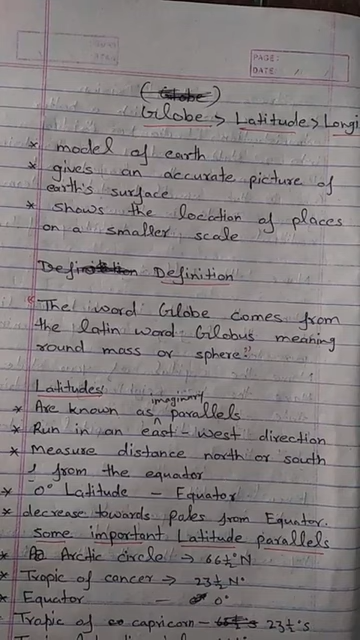 PAGE:
DATE:
(Globe)
Globe > Latitude > Longi
* model of earth
* gives an accurate picture of
earth's surface
* shows the location of places
on a smaller scale
Definition Definition
"The word Globe comes from
the latin word Globus meaning
round mass or sphere."
Latitudes
* Are known as imaginary parallels
* Run in an east-west direction
* Measure distance north or south
from the equator
* 0° Latitude - Equator
* decrease towards poles from Equator.
some important Latitude parallels
* Arctic circle → 66½°N
* Tropic of cancer → 23½ N°
* Equator - 0°
* Tropic of capricorn - 23½°s